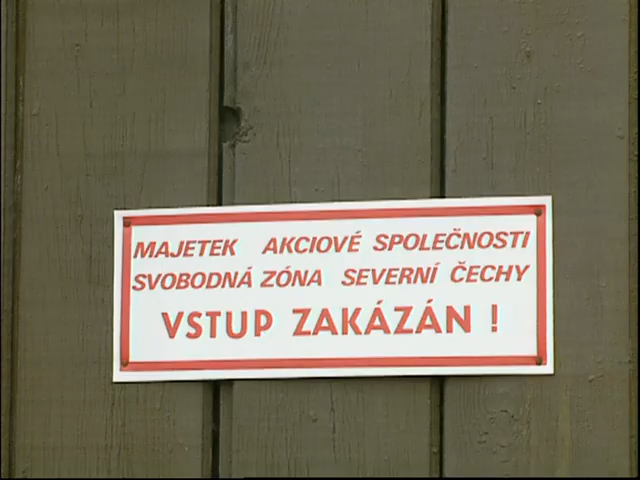 MAJETEK AKCIOVÉ SPOLEČNOSTI
SVOBODNÁ ZÓNA SEVERNÍ ČECHY
VSTUP ZAKÁZÁN !